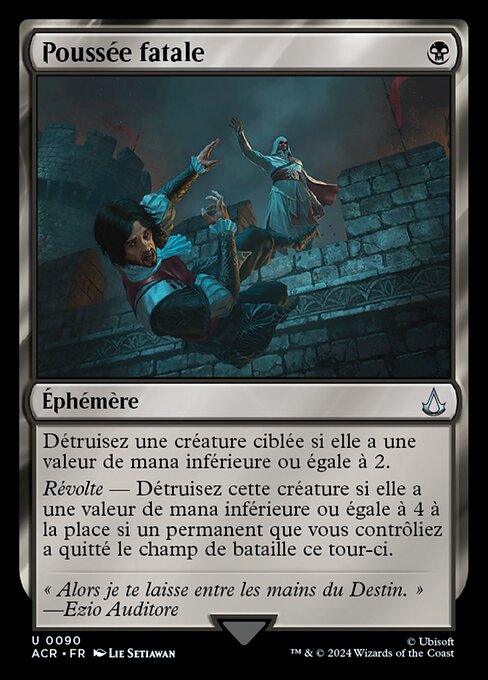 Poussée fatale
Éphémère
Détruisez une créature ciblée si elle a une
valeur de mana inférieure ou égale à 2.
Révolte — Détruisez cette créature si elle a
une valeur de mana inférieure ou égale à 4 à
la place si un permanent que vous contrôliez
a quitté le champ de bataille ce tour-ci.
« Alors je te laisse entre les mains du Destin. »
—Ezio Auditore
U 0090
ACR • FR Lie Setiawan
© Ubisoft
™ & © 2024 Wizards of the Coast